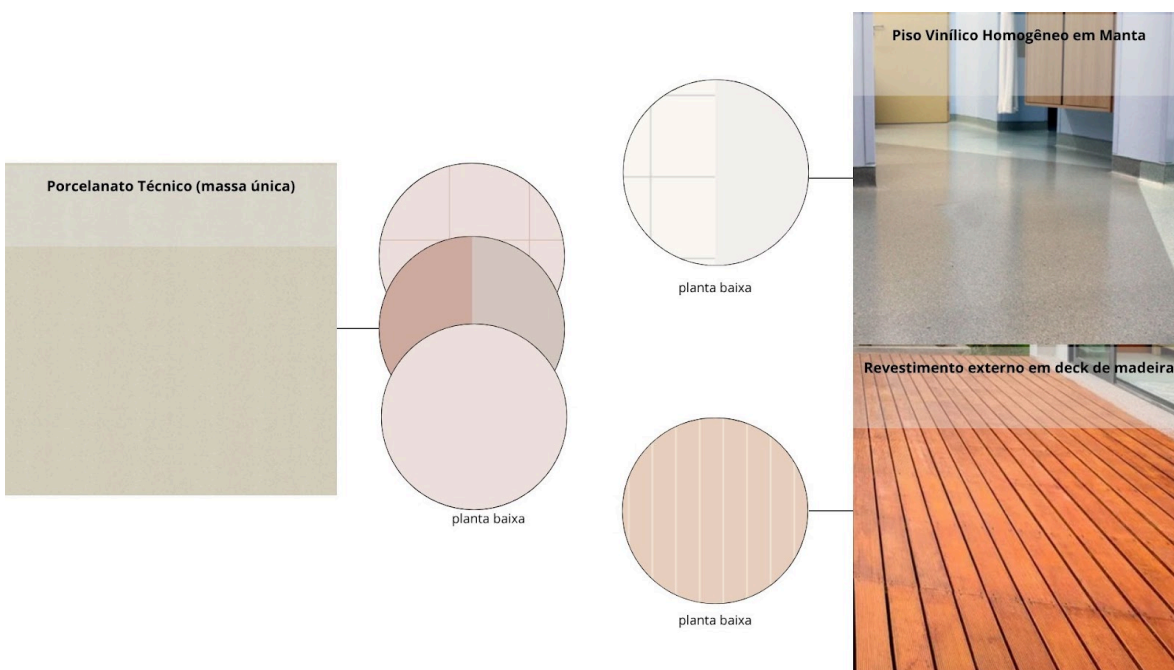 Piso Vinílico Homogêneo em Manta
Porcelanato Técnico (massa única)
planta baixa
Revestimento externo em deck de madeira
planta baixa
planta baixa